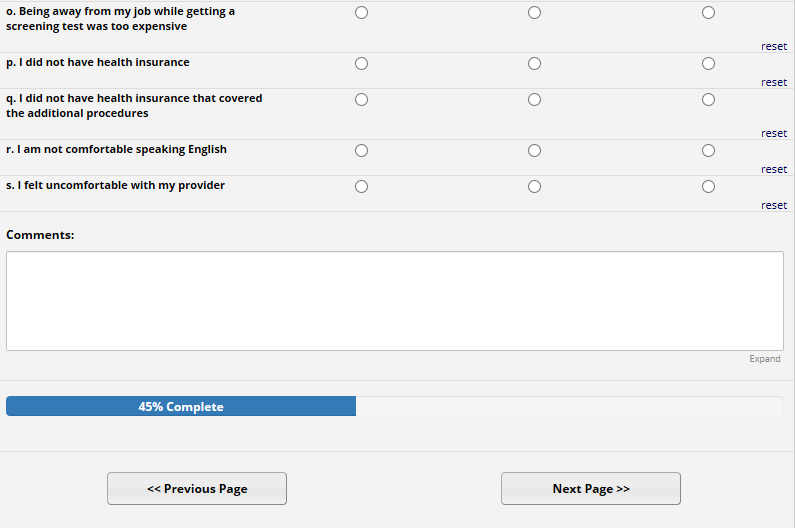 o. Being away from my job while getting a
screening test was too expensive
reset
p. I did not have health insurance
reset
q. I did not have health insurance that covered
the additional procedures
reset
r. I am not comfortable speaking English
reset
s. I felt uncomfortable with my provider
reset
Comments:
Expand
45% Complete
<< Previous Page
Next Page >>